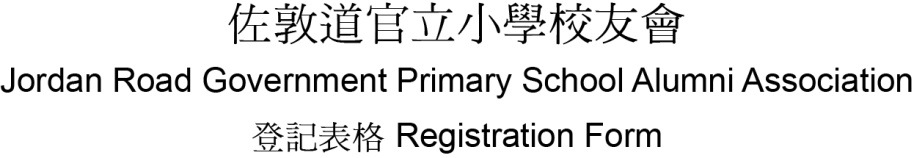 佐敦道官立小學校友會
Jordan Road Government Primary School Alumni Association
登記表格 Registration Form